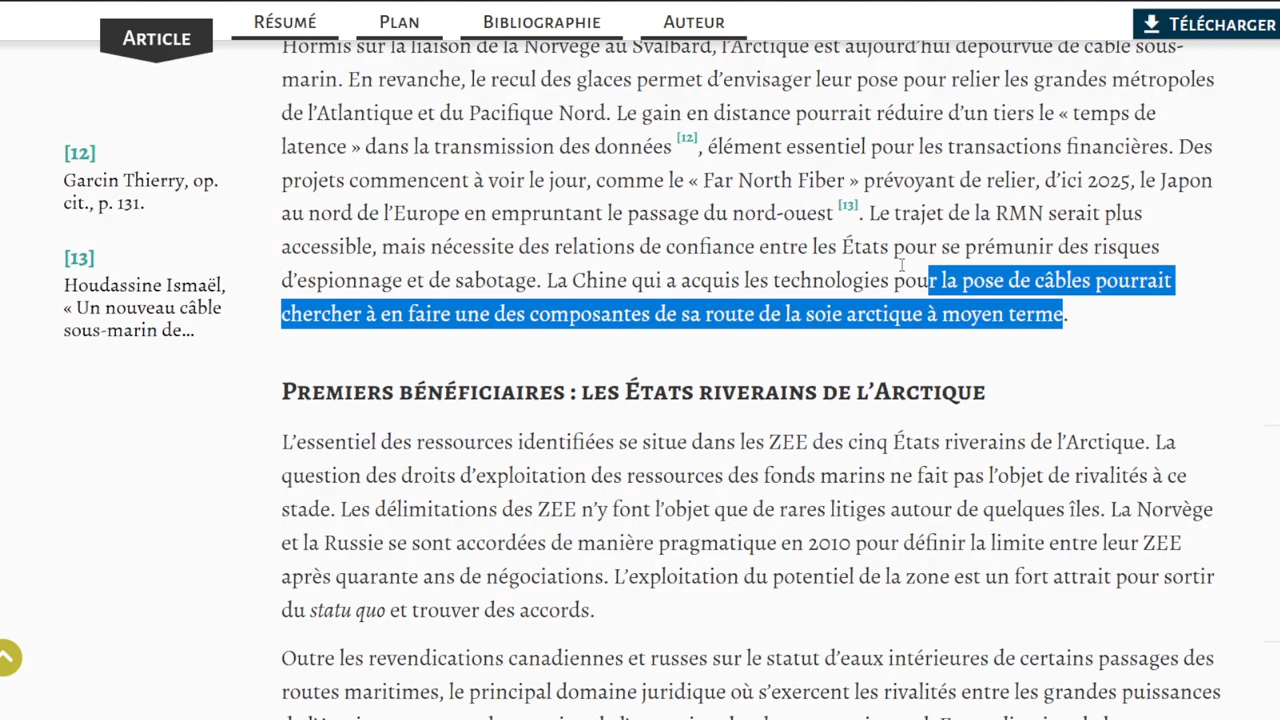 Article
Résumé
Plan
Bibliographie
Auteur
Télécharger
Hormis sur la liaison de la Norvège au Svalbard, l’Arctique est aujourd’hui dépourvue de câble sous-
marin. En revanche, le recul des glaces permet d’envisager leur pose pour relier les grandes métropoles
de l’Atlantique et du Pacifique Nord. Le gain en distance pourrait réduire d’un tiers le « temps de
latence » dans la transmission des données [12], élément essentiel pour les transactions financières. Des
projets commencent à voir le jour, comme le « Far North Fiber » prévoyant de relier, d’ici 2025, le Japon
au nord de l’Europe en empruntant le passage du nord-ouest [13]. Le trajet de la RMN serait plus
accessible, mais nécessite des relations de confiance entre les États pour se prémunir des risques
d’espionnage et de sabotage. La Chine qui a acquis les technologies pour la pose de câbles pourrait
chercher à en faire une des composantes de sa route de la soie arctique à moyen terme.
[12]
Garcin Thierry, op.
cit., p. 131.
[13]
Houdassine Ismaël,
« Un nouveau câble
sous-marin de...
Premiers bénéficiaires : les États riverains de l’Arctique
L’essentiel des ressources identifiées se situe dans les ZEE des cinq États riverains de l’Arctique. La
question des droits d’exploitation des ressources des fonds marins ne fait pas l’objet de rivalités à ce
stade. Les délimitations des ZEE n’y font l’objet que de rares litiges autour de quelques îles. La Norvège
et la Russie se sont accordées de manière pragmatique en 2010 pour définir la limite entre leur ZEE
après quarante ans de négociations. L’exploitation du potentiel de la zone est un fort attrait pour sortir
du statu quo et trouver des accords.
Outre les revendications canadiennes et russes sur le statut d’eaux intérieures de certains passages des
routes maritimes, le principal domaine juridique où s’exercent les rivalités entre les grandes puissances